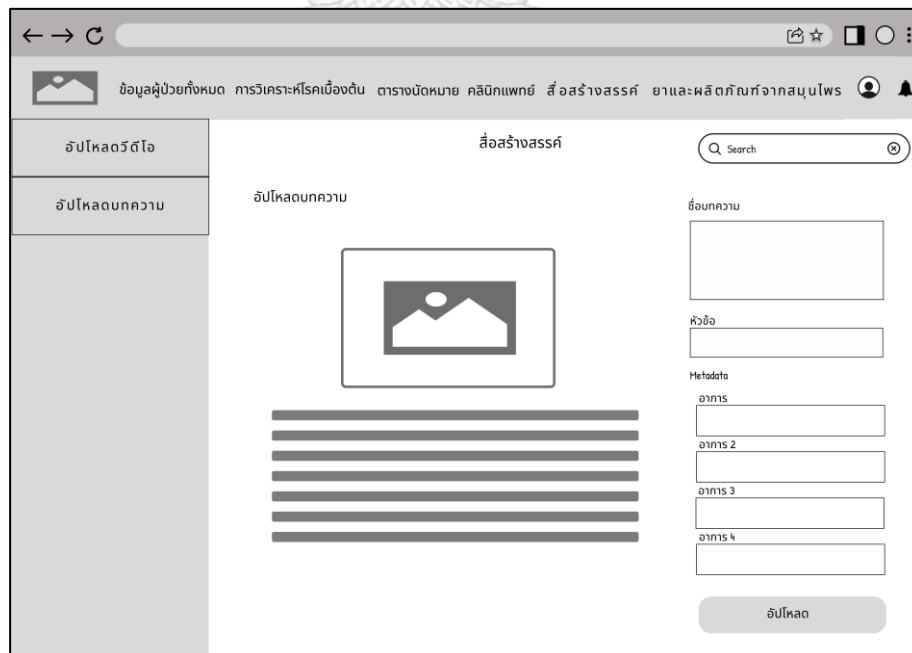 ข้อมูลผู้ป่วยทั้งหมด การวิเคราะห์โรคเบื้องต้น ตารางนัดหมาย คลินิกแพทย์ สื่อสร้างสรรค์ ยาและผลิตภัณฑ์จากสมุนไพร
อัปโหลดวีดีโอ
อัปโหลดบทความ
สื่อสร้างสรรค์
Search
อัปโหลดบทความ
ชื่อบทความ
หัวข้อ
Metadata
อาการ
อาการ 2
อาการ 3
อาการ 4
อัปโหลด